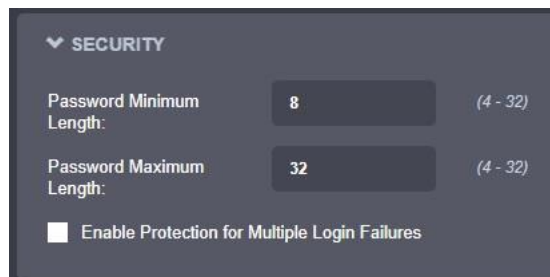 SECURITY
Password Minimum 8 (4 - 32)
Length:
Password Maximum 32 (4 - 32)
Length:
Enable Protection for Multiple Login Failures